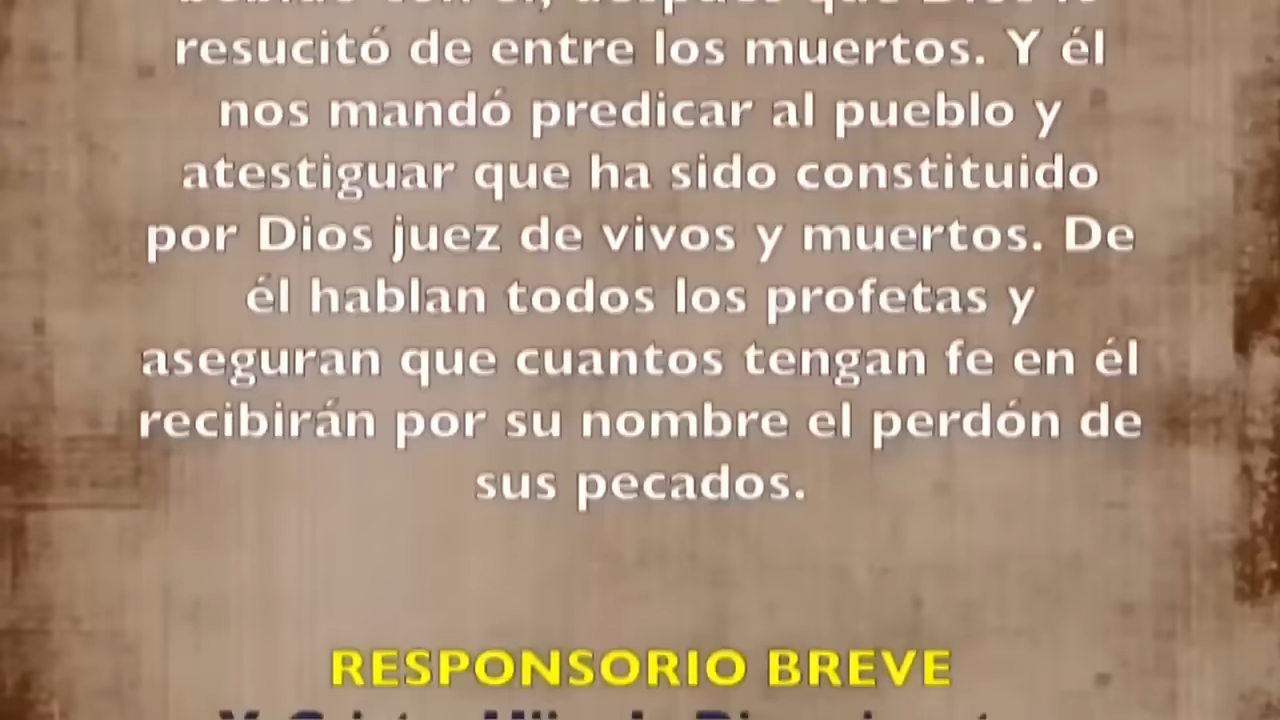 resucitó de entre los muertos. Y él
nos mandó predicar al pueblo y
atestiguar que ha sido constituido
por Dios juez de vivos y muertos. De
él hablan todos los profetas y
aseguran que cuantos tengan fe en él
recibirán por su nombre el perdón de
sus pecados.
RESPONSORIO BREVE